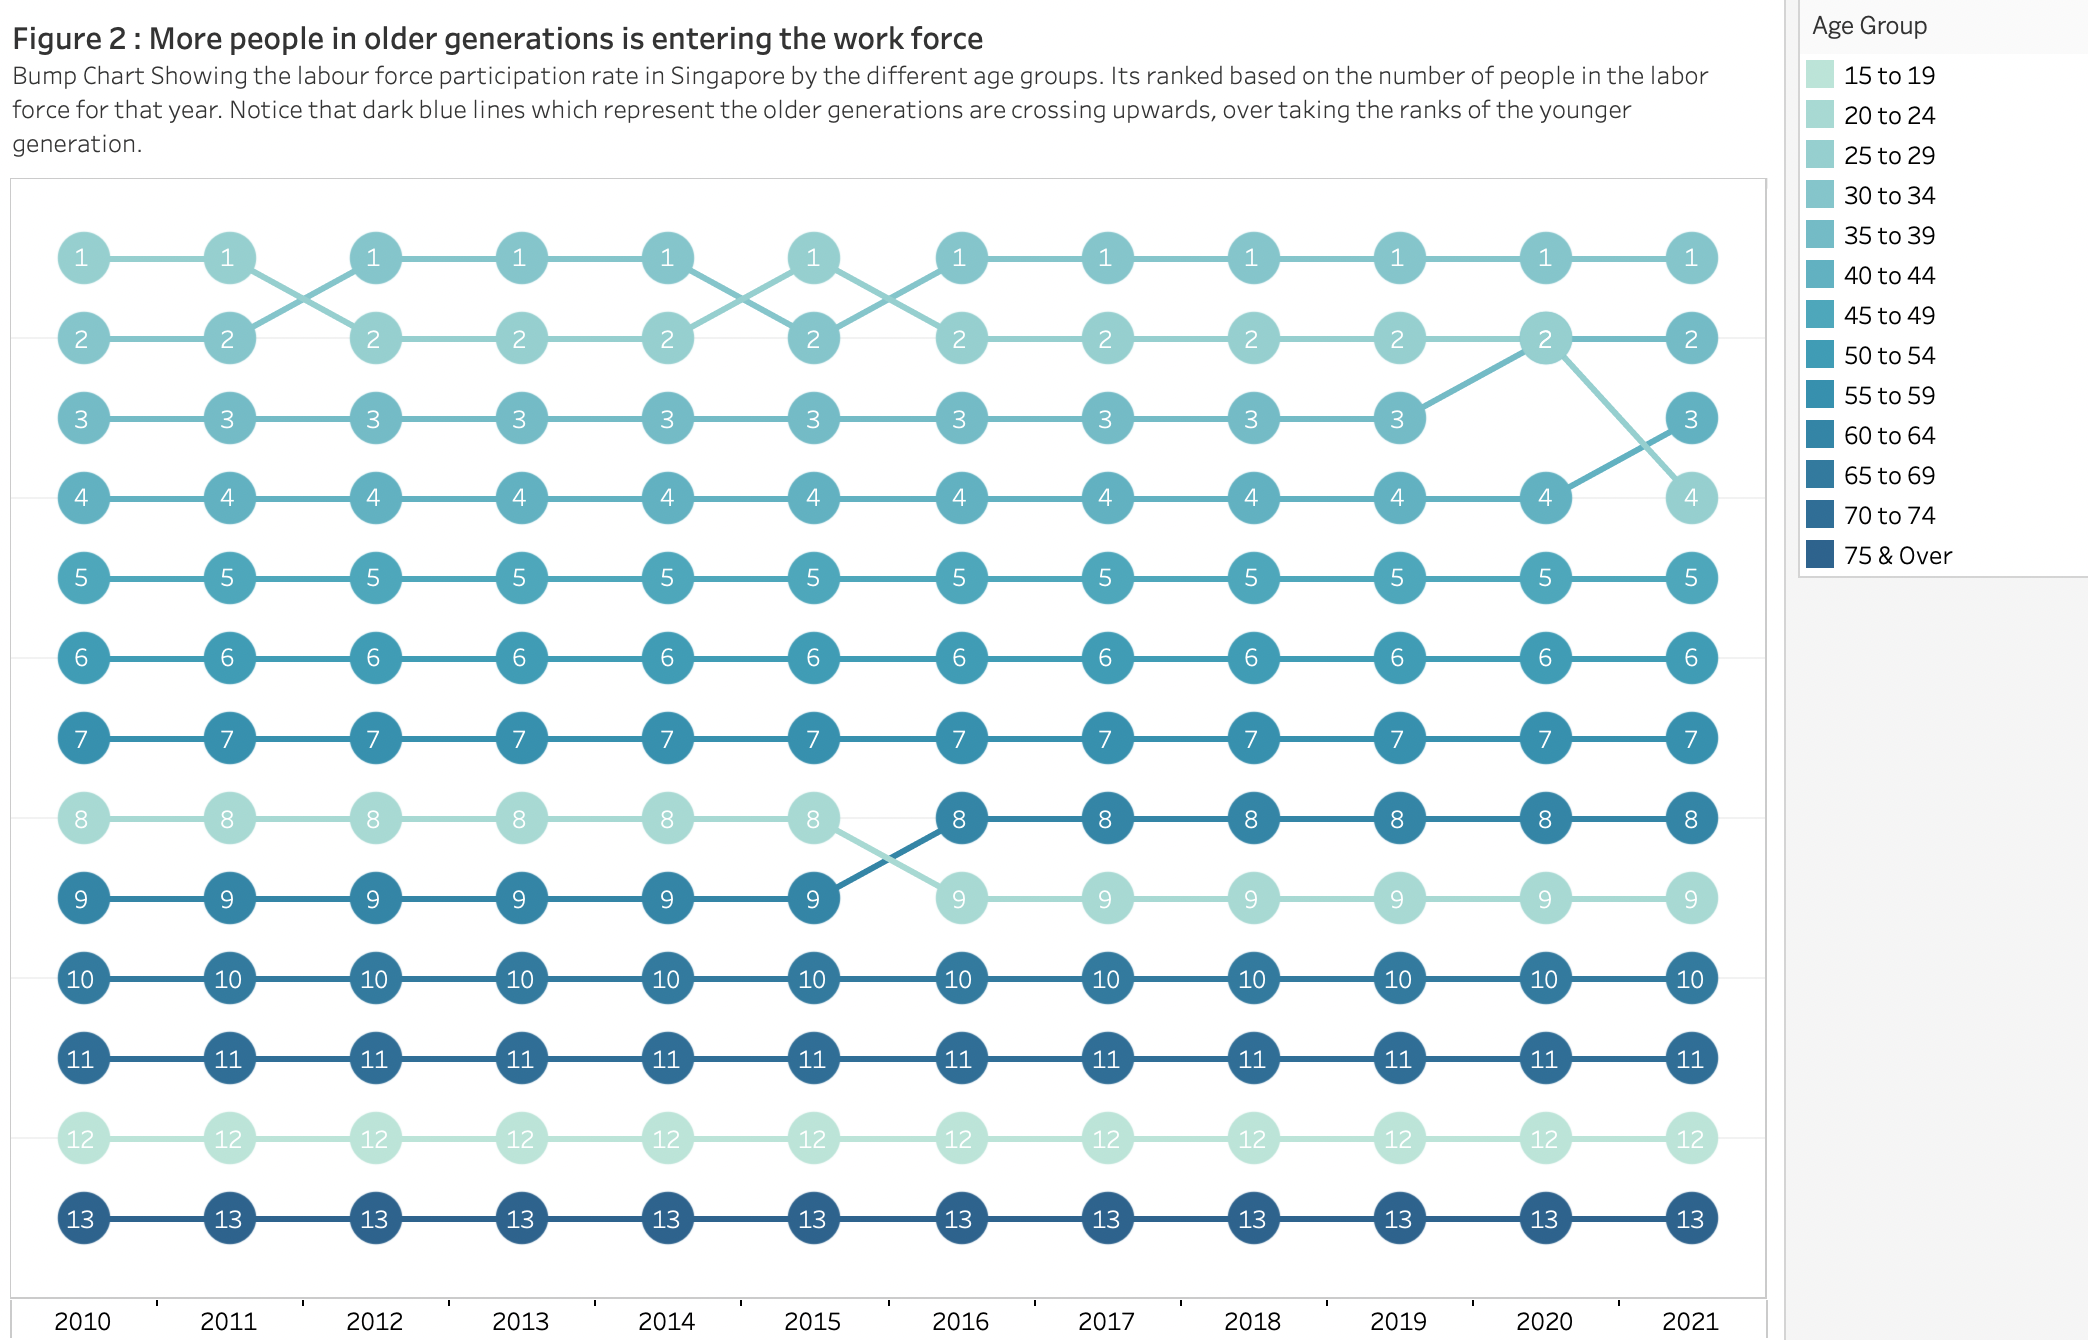 Figure 2 : More people in older generations is entering the work force
Bump Chart Showing the labour force participation rate in Singapore by the different age groups. Its ranked based on the number of people in the labor
force for that year. Notice that dark blue lines which represent the older generations are crossing upwards, over taking the ranks of the younger
generation.
1 1 1 1 1 1 1 1 1 1 1 1
2 2 2 2 2 2 2 2 2 2 2 2
3 3 3 3 3 3 3 3 3 3 3
4 4 4 4 4 4 4 4 4 4 4 4
5 5 5 5 5 5 5 5 5 5 5 5
6 6 6 6 6 6 6 6 6 6 6 6
7 7 7 7 7 7 7 7 7 7 7 7
8 8 8 8 8 8 8 8 8 8 8 8
9 9 9 9 9 9 9 9 9 9 9 9
10 10 10 10 10 10 10 10 10 10 10 10
11 11 11 11 11 11 11 11 11 11 11 11
12 12 12 12 12 12 12 12 12 12 12 12
13 13 13 13 13 13 13 13 13 13 13 13
2010 2011 2012 2013 2014 2015 2016 2017 2018 2019 2020 2021
Age Group
15 to 19
20 to 24
25 to 29
30 to 34
35 to 39
40 to 44
45 to 49
50 to 54
55 to 59
60 to 64
65 to 69
70 to 74
75 & Over